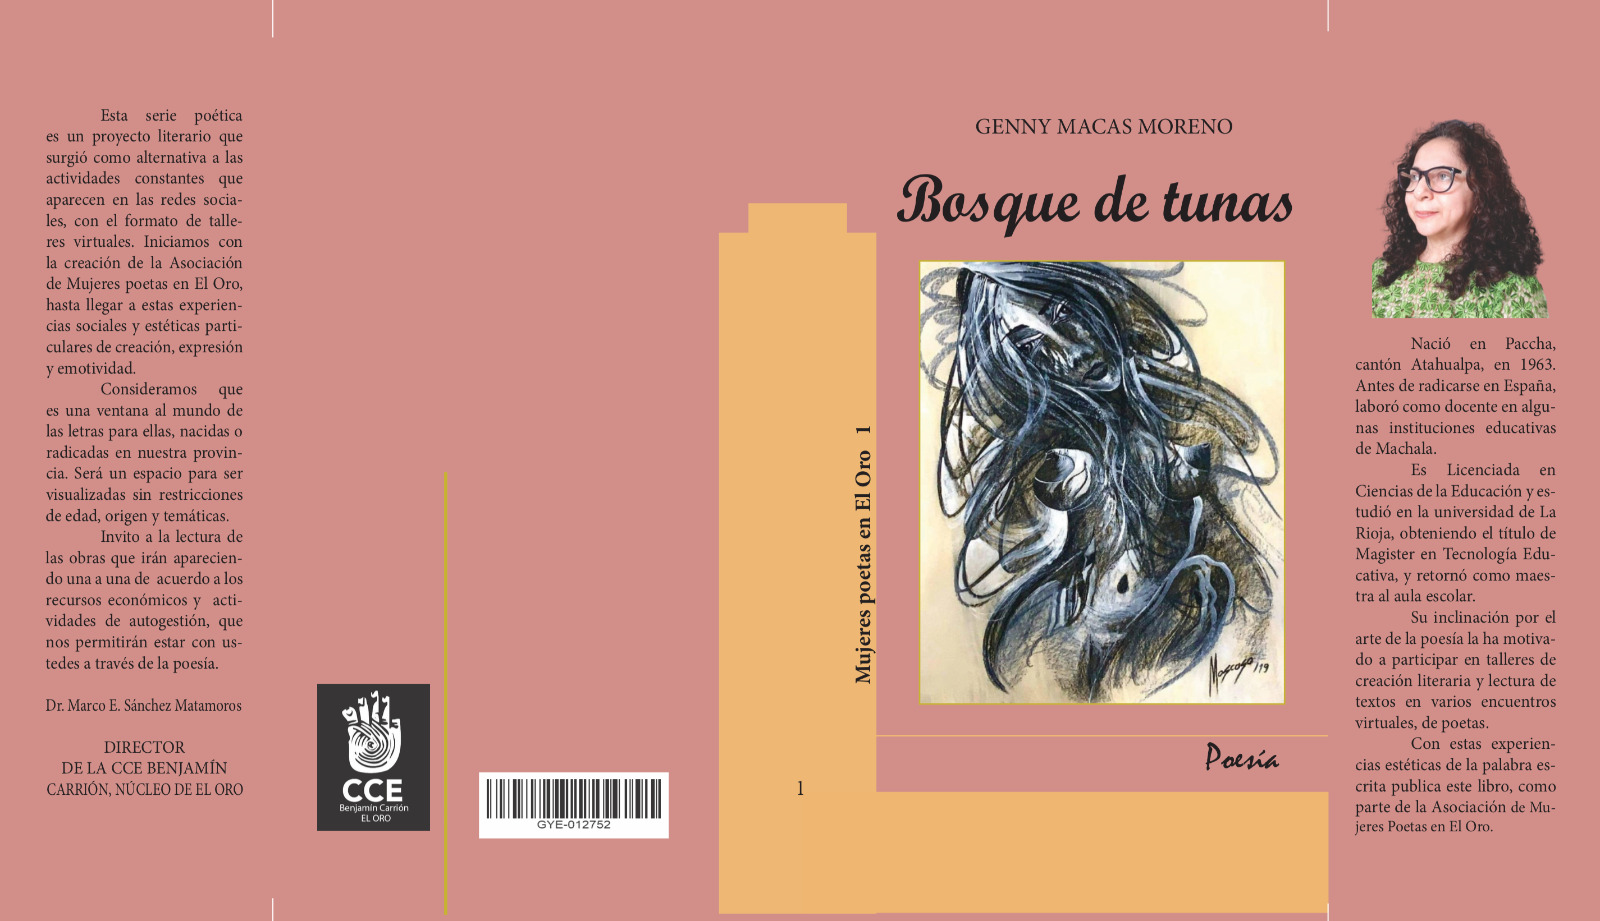 Esta serie poética
es un proyecto literario que
surgió como alternativa a las
actividades constantes que
aparecen en las redes socia-
les, con el formato de talle-
res virtuales. Iniciamos con
la creación de la Asociación
de Mujeres poetas en El Oro,
hasta llegar a estas experien-
cias sociales y estéticas parti-
culares de creación, expresión
y emotividad.
Consideramos que
es una ventana al mundo de
las letras para ellas, nacidas o
radicadas en nuestra provin-
cia. Será un espacio para ser
visualizadas sin restricciones
de edad, origen y temáticas.
Invito a la lectura de
las obras que irán aparecien-
do una a una de acuerdo a los
recursos económicos y acti-
vidades de autogestión, que
nos permitirán estar con us-
tedes a través de la poesía.
Dr. Marco E. Sánchez Matamoros
DIRECTOR
DE LA CCE BENJAMÍN
CARRIÓN, NÚCLEO DE EL ORO
CCE
Benjamín Carrión
EL ORO
GYE-012752
Mujeres poetas en El Oro 1
1
GENNY MACAS MORENO
Bosque de tunas
Moscoso/19
Poesía
Nació en Paccha,
cantón Atahualpa, en 1963.
Antes de radicarse en España,
laboró como docente en algu-
nas instituciones educativas
de Machala.
Es Licenciada en
Ciencias de la Educación y es-
tudió en la universidad de La
Rioja, obteniendo el título de
Magister en Tecnología Edu-
cativa, y retornó como maes-
tra al aula escolar.
Su inclinación por el
arte de la poesía la ha motiva-
do a participar en talleres de
creación literaria y lectura de
textos en varios encuentros
virtuales, de poetas.
Con estas experien-
cias estéticas de la palabra es-
crita publica este libro, como
parte de la Asociación de Mu-
jeres Poetas en El Oro.